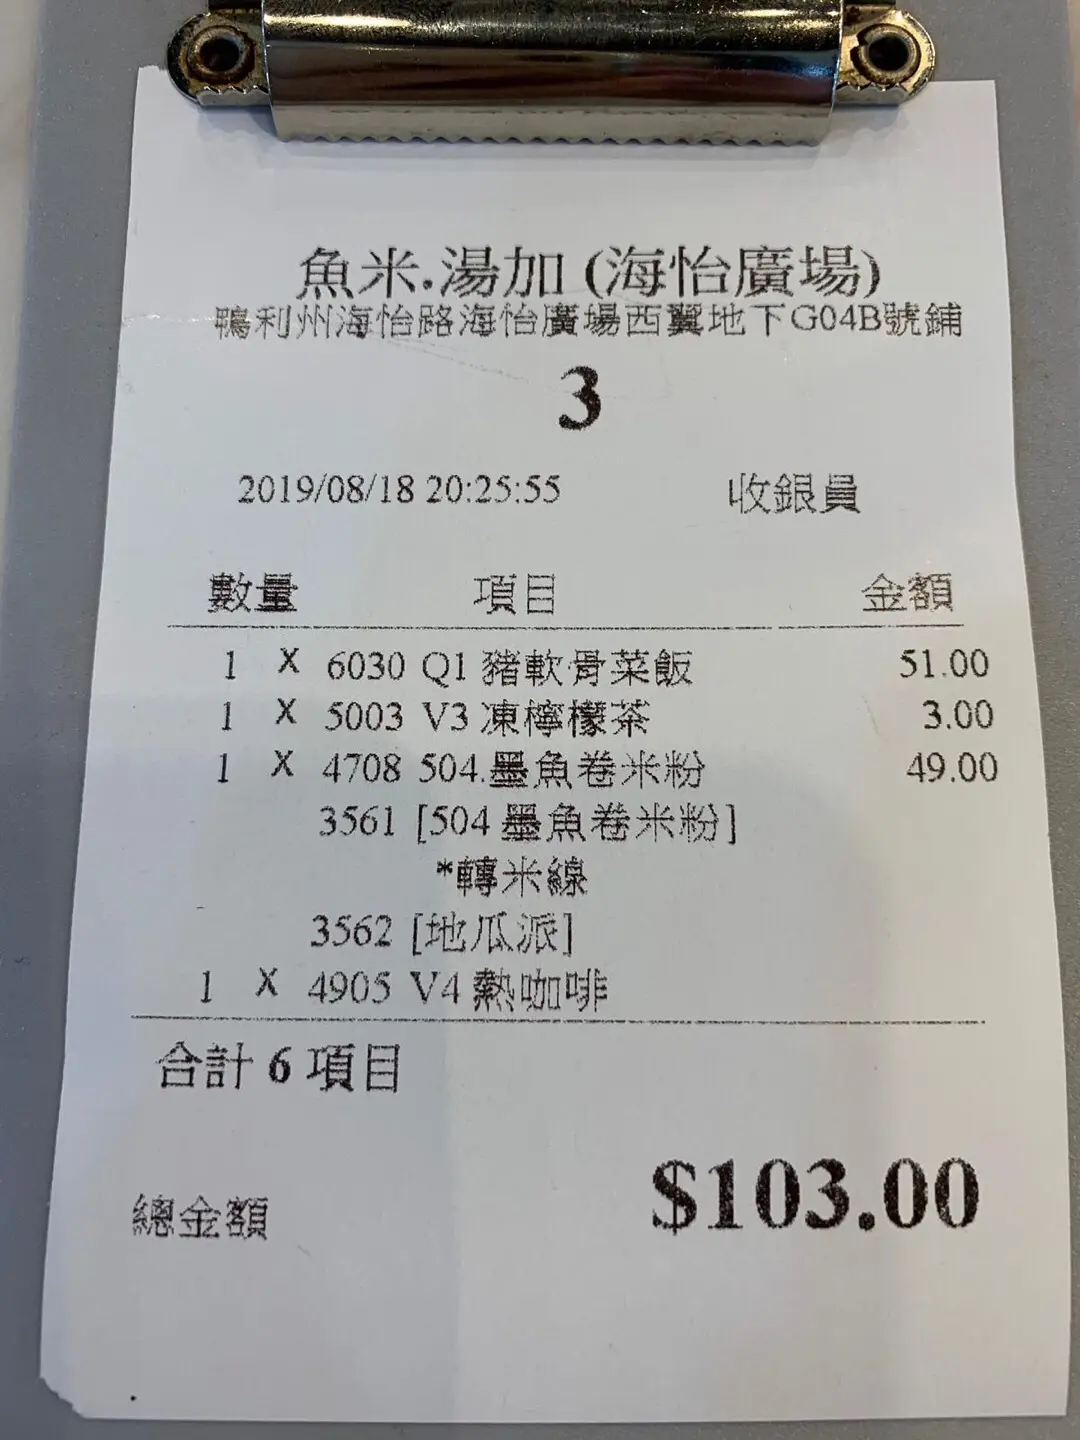 魚米.湯加 (海怡廣場)
鴨利州海怡路海怡廣場西翼地下G04B號鋪
3
2019/08/18 20:25:55 收銀員
數量 項目 金額
1 X 6030 Q1 豬軟骨菜飯 51.00
1 X 5003 V3 凍檸檬茶 3.00
1 X 4708 504.墨魚卷米粉 49.00
3561 [504 墨魚卷米粉]
*轉米線
3562 [地瓜派]
1 X 4905 V4 熱咖啡
合計 6 項目
總金額 $103.00